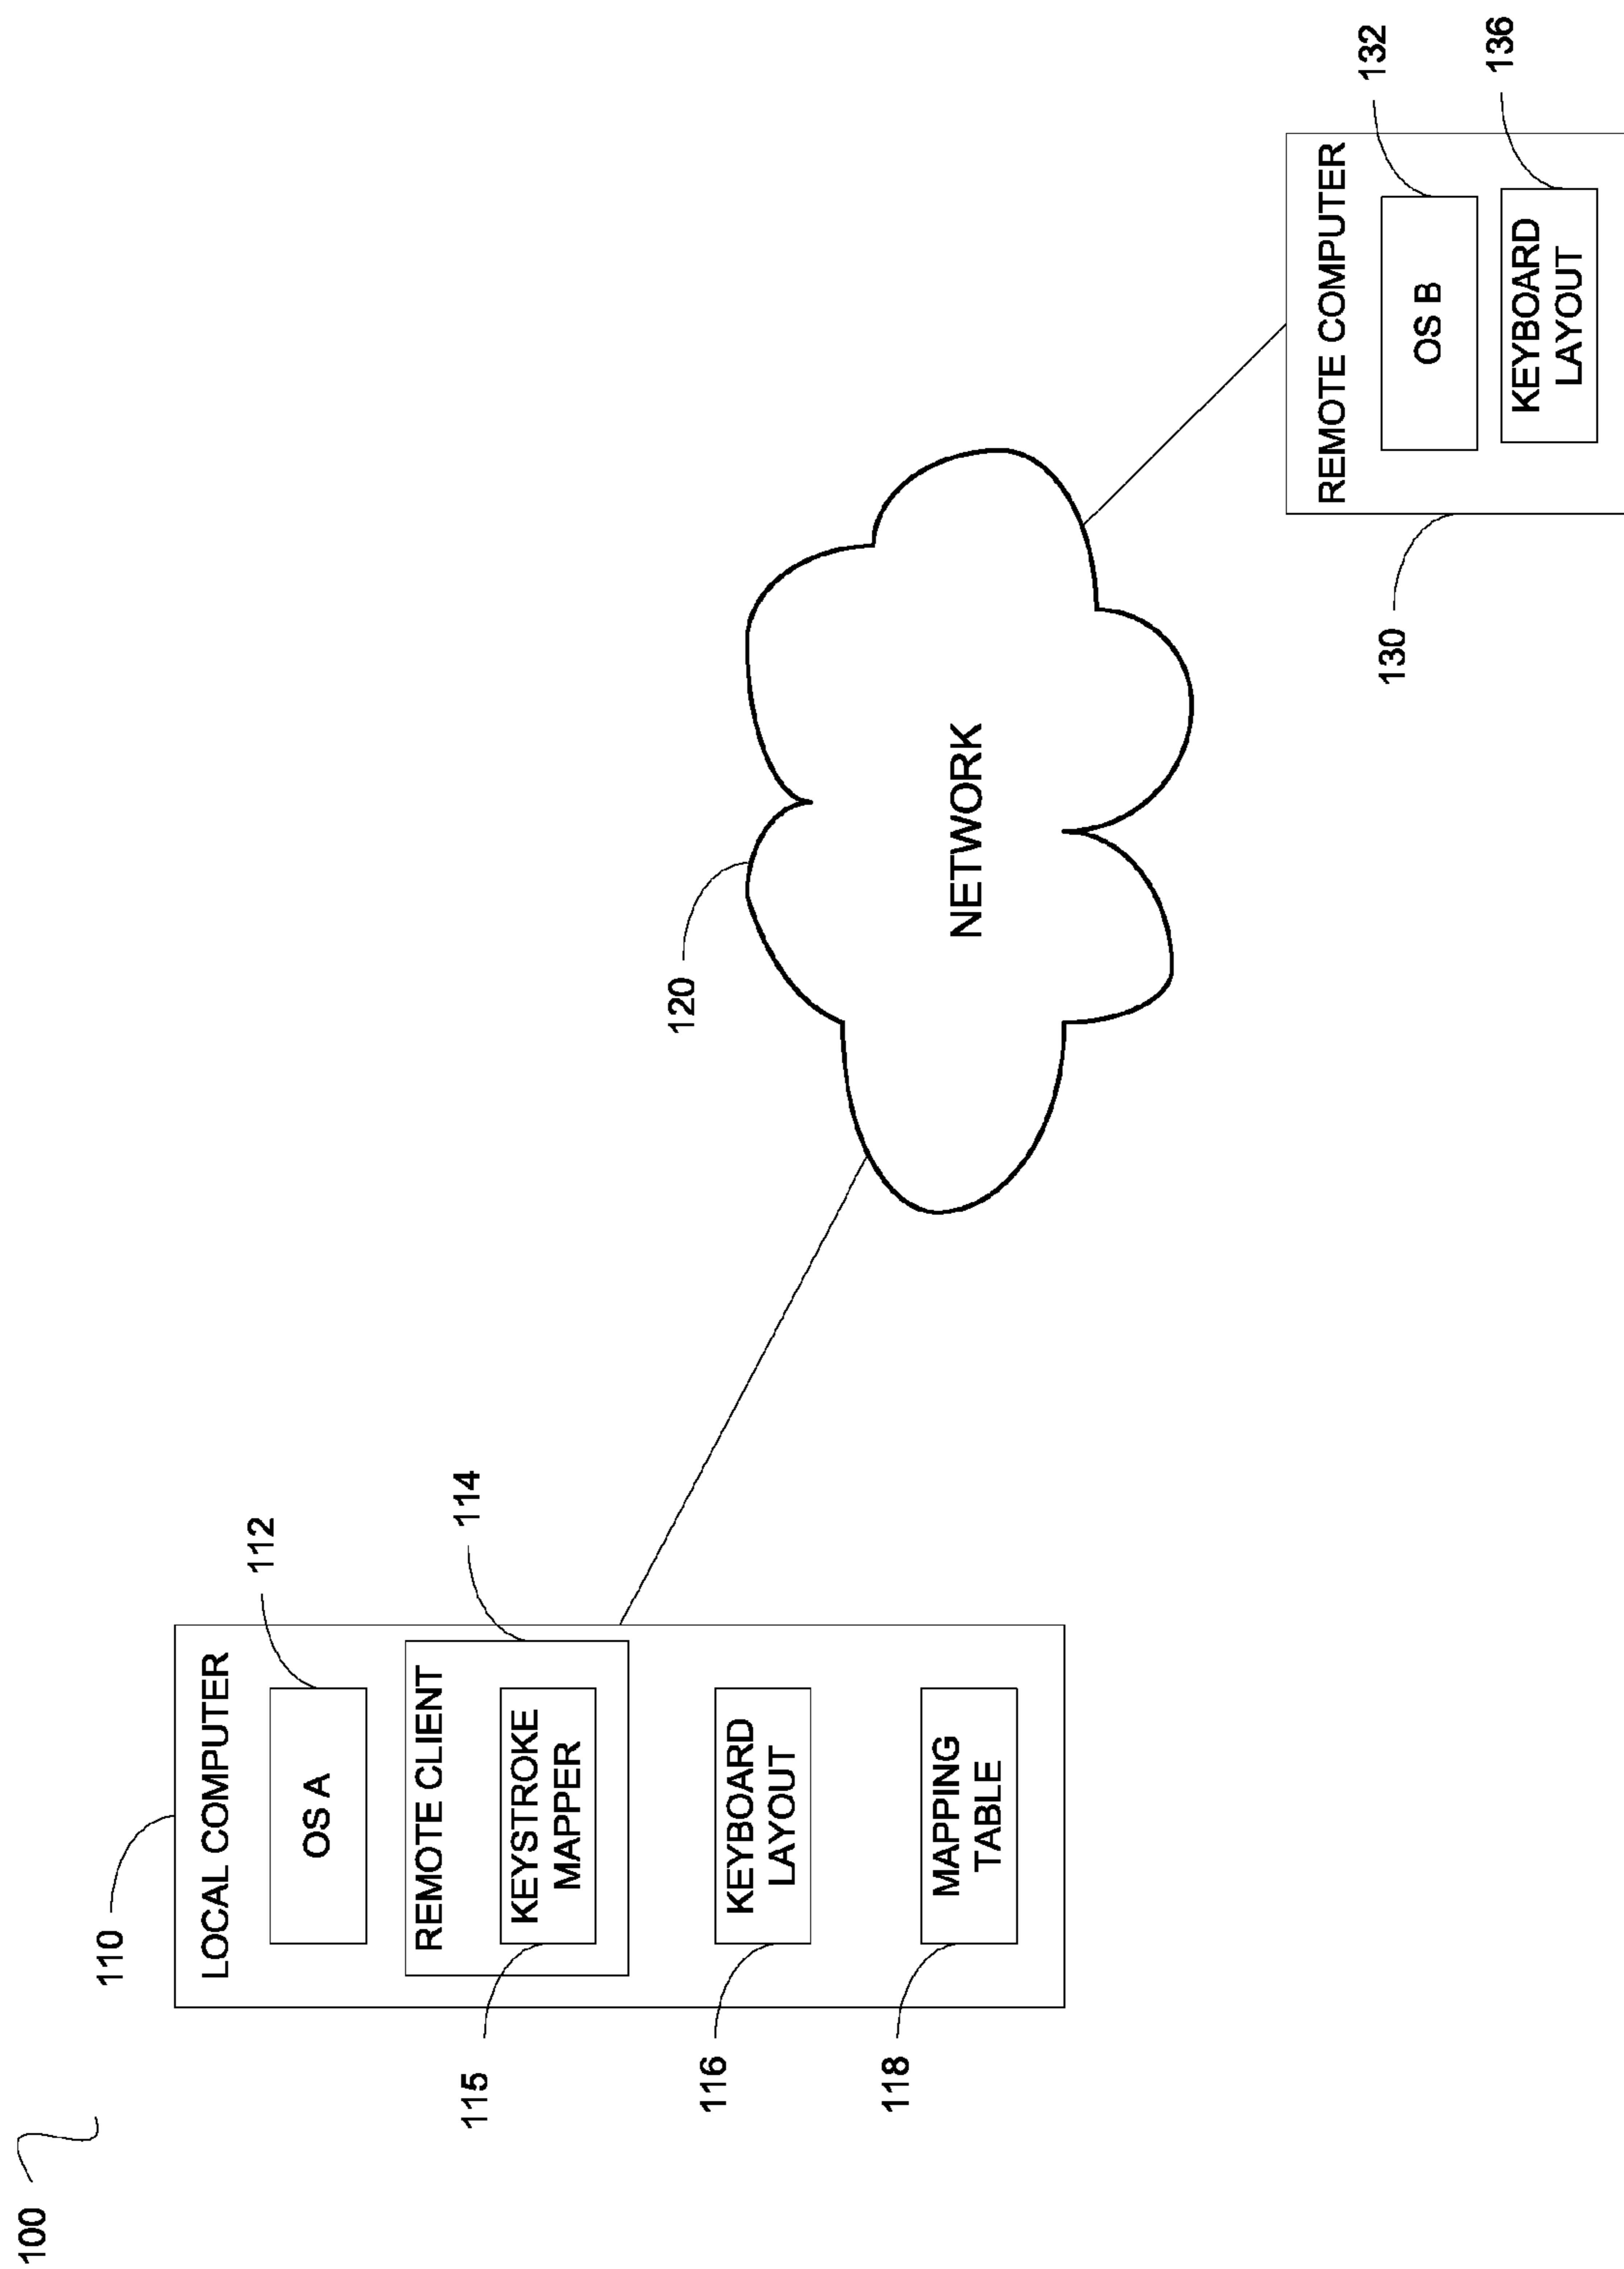 100
110
LOCAL COMPUTER
112
OS A
114
REMOTE CLIENT
115
KEYSTROKE
MAPPER
116
KEYBOARD
LAYOUT
118
MAPPING
TABLE
120
NETWORK
130
REMOTE COMPUTER
132
OS B
136
KEYBOARD
LAYOUT